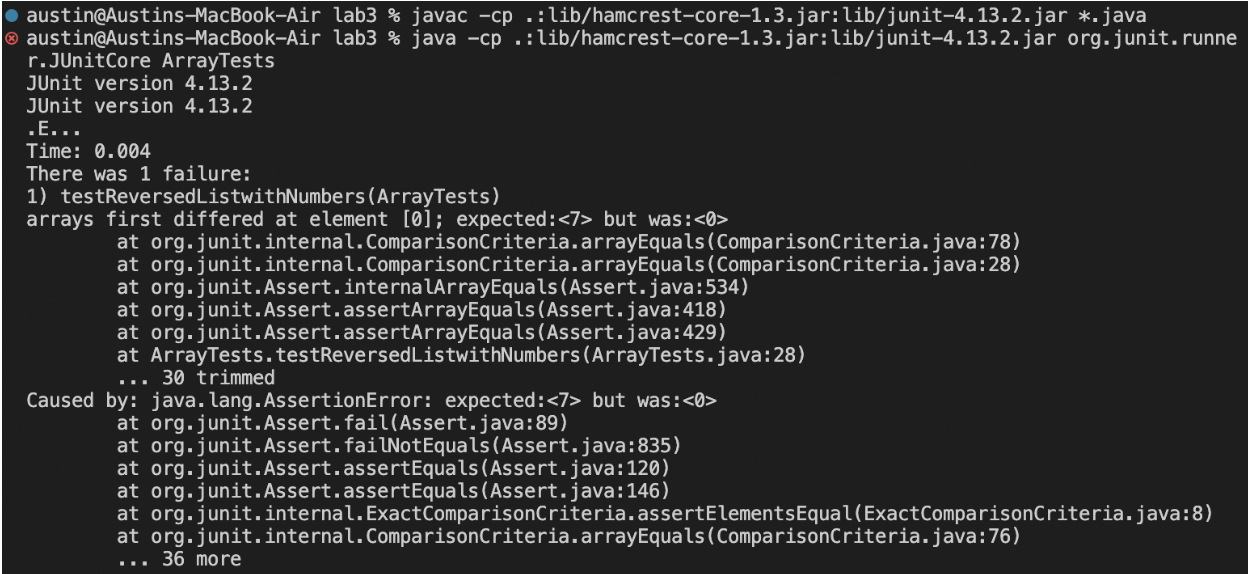 austin@Austins-MacBook-Air lab3 % javac -cp .:lib/hamcrest-core-1.3.jar:lib/junit-4.13.2.jar *.java
austin@Austins-MacBook-Air lab3 % java -cp .:lib/hamcrest-core-1.3.jar:lib/junit-4.13.2.jar org.junit.runne
r.JUnitCore ArrayTests
JUnit version 4.13.2
JUnit version 4.13.2
.E...
Time: 0.004
There was 1 failure:
1) testReversedListwithNumbers(ArrayTests)
arrays first differed at element [0]; expected:<7> but was:<0>
        at org.junit.internal.ComparisonCriteria.arrayEquals(ComparisonCriteria.java:78)
        at org.junit.internal.ComparisonCriteria.arrayEquals(ComparisonCriteria.java:28)
        at org.junit.Assert.internalArrayEquals(Assert.java:534)
        at org.junit.Assert.assertArrayEquals(Assert.java:418)
        at org.junit.Assert.assertArrayEquals(Assert.java:429)
        at ArrayTests.testReversedListwithNumbers(ArrayTests.java:28)
        ... 30 trimmed
Caused by: java.lang.AssertionError: expected:<7> but was:<0>
        at org.junit.Assert.fail(Assert.java:89)
        at org.junit.Assert.failNotEquals(Assert.java:835)
        at org.junit.Assert.assertEquals(Assert.java:120)
        at org.junit.Assert.assertEquals(Assert.java:146)
        at org.junit.internal.ExactComparisonCriteria.assertElementsEqual(ExactComparisonCriteria.java:8)
        at org.junit.internal.ComparisonCriteria.arrayEquals(ComparisonCriteria.java:76)
        ... 36 more